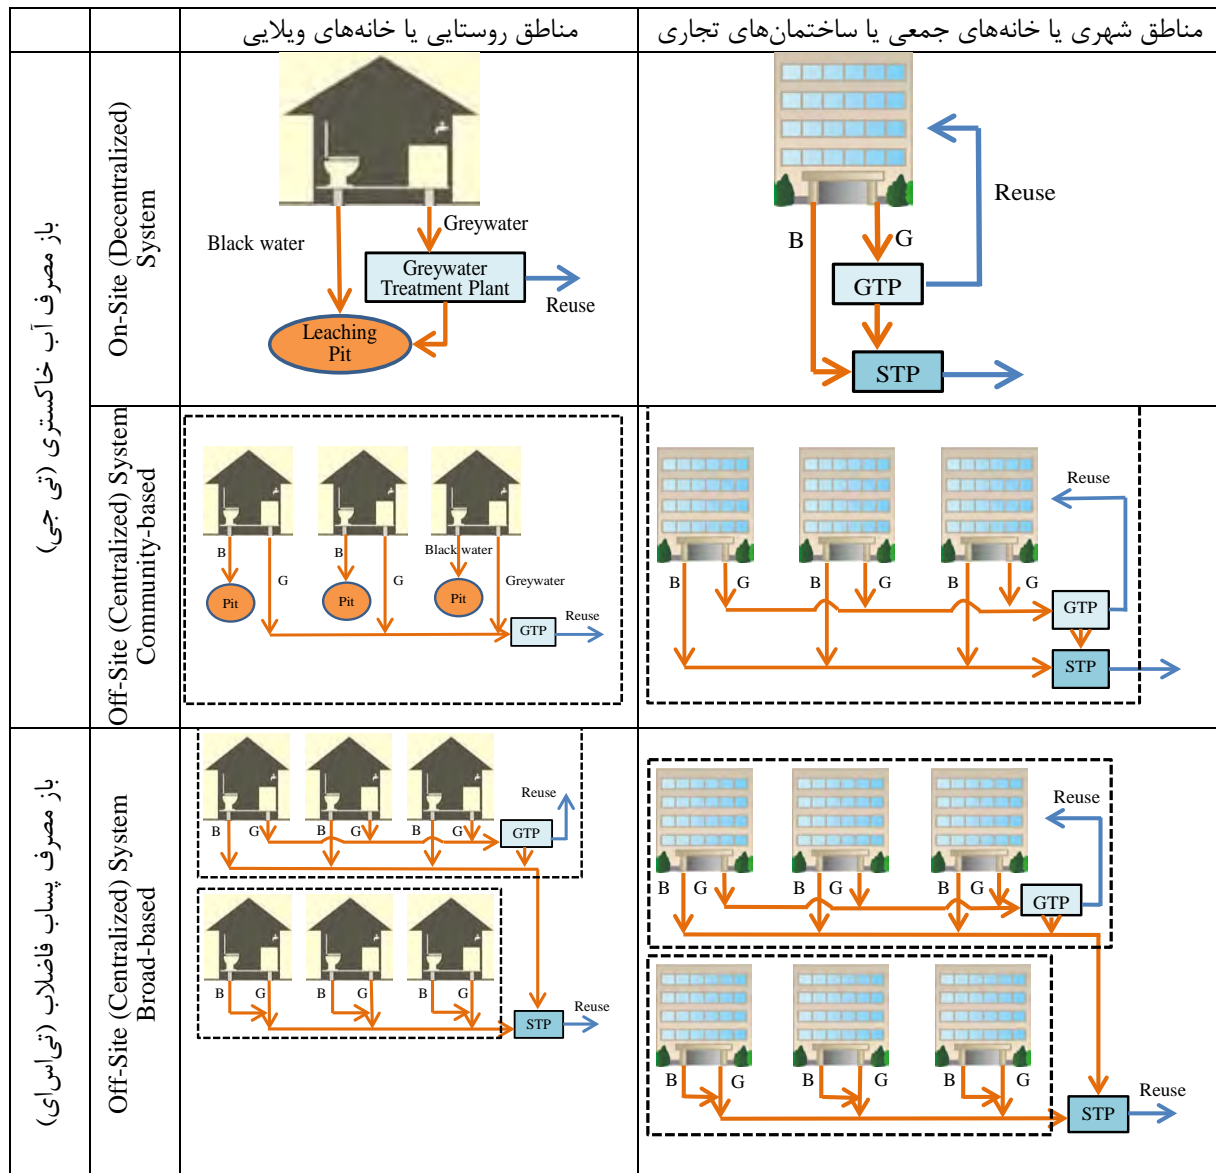 مناطق روستایی یا خانه‌های ویلایی
مناطق شهری یا خانه‌های جمعی یا ساختمان‌های تجاری
باز مصرف آب خاکستری (تی جی)
On-Site (Decentralized)
System
Black water
Greywater
Greywater
Treatment Plant
Reuse
Leaching
Pit
B
G
GTP
Reuse
STP
Off-Site (Centralized) System
Community-based
B
G
Pit
B
G
Pit
Black water
Greywater
Pit
GTP
Reuse
B
G
B
G
B
G
Reuse
GTP
STP
باز مصرف پساب فاضلاب (تی‌اس‌ای)
Off-Site (Centralized) System
Broad-based
Reuse
B
G
B
G
B
G
GTP
B
G
B
G
B
G
STP
Reuse
Reuse
B
G
B
G
B
G
GTP
B
G
B
G
B
G
STP
Reuse